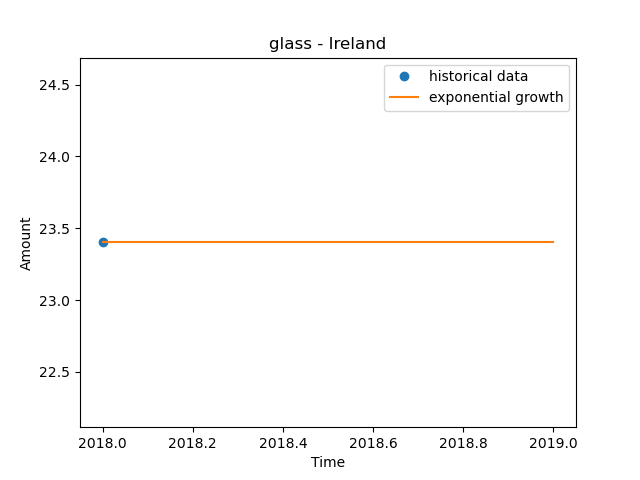 glass - Ireland
historical data
exponential growth
24.5
24.0
23.5
23.0
22.5
Amount
2018.0 2018.2 2018.4 2018.6 2018.8 2019.0
Time